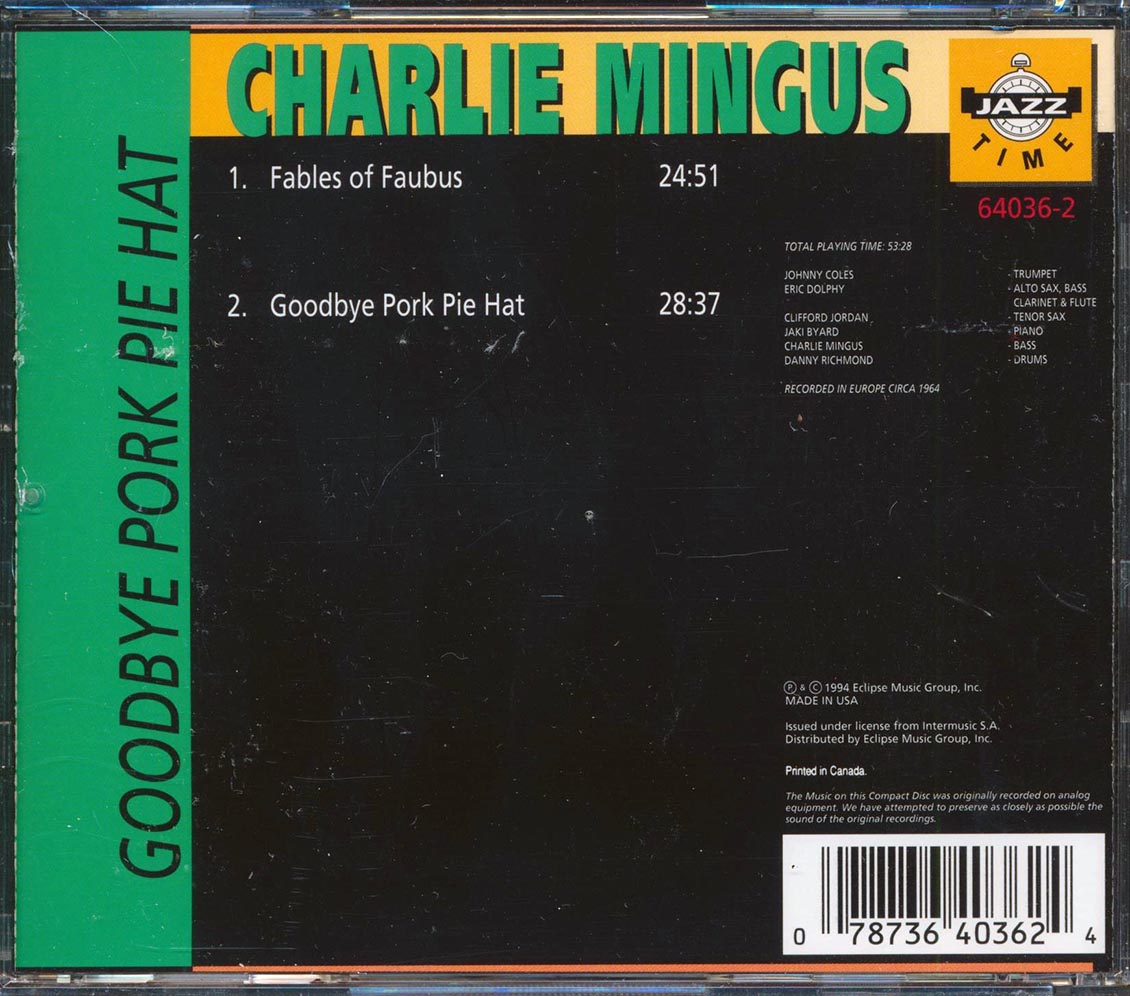 CHARLIE MINGUS
JAZZ
TIME
64036-2
GOODBYE PORK PIE HAT
1. Fables of Faubus 24:51
2. Goodbye Pork Pie Hat 28:37
TOTAL PLAYING TIME: 53:28
JOHNNY COLES - TRUMPET
ERIC DOLPHY - ALTO SAX, BASS
CLARINET & FLUTE
CLIFFORD JORDAN - TENOR SAX
JAKI BYARD - PIANO
CHARLIE MINGUS - BASS
DANNY RICHMOND - DRUMS
RECORDED IN EUROPE CIRCA 1964
Ⓟ & Ⓒ 1994 Eclipse Music Group, Inc.
MADE IN USA
Issued under license from Intermusic S.A.
Distributed by Eclipse Music Group, Inc.
Printed in Canada.
The Music on this Compact Disc was originally recorded on analog
equipment. We have attempted to preserve as closely as possible the
sound of the original recordings.
0 78736 40362 4